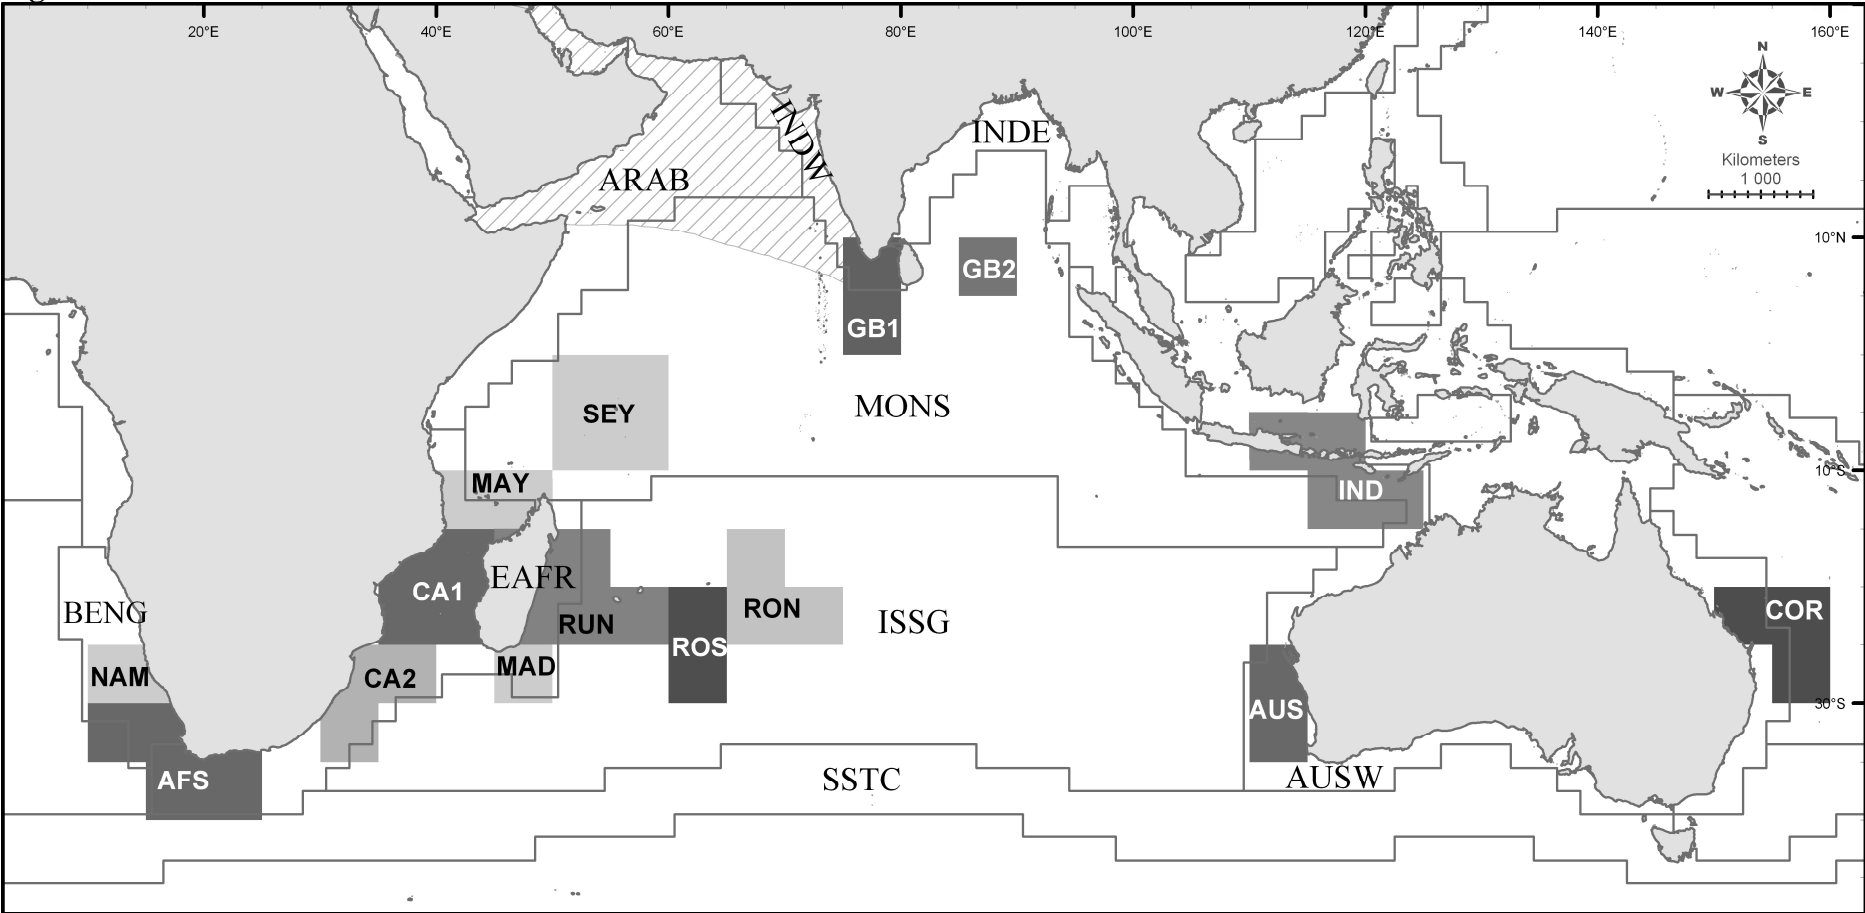 20°E 40°E 60°E 80°E 100°E 120°E 140°E 160°E
N
W E
S
Kilometers
1 000
INDW
INDE
ARAB
10°N
GB2
GB1
SEY
MONS
MAY
10°S
IND
CA1
EAFR
BENG
RUN
RON
ISSG
COR
ROS
NAM
CA2
MAD
AUS
30°S
AFS
SSTC
AUSW